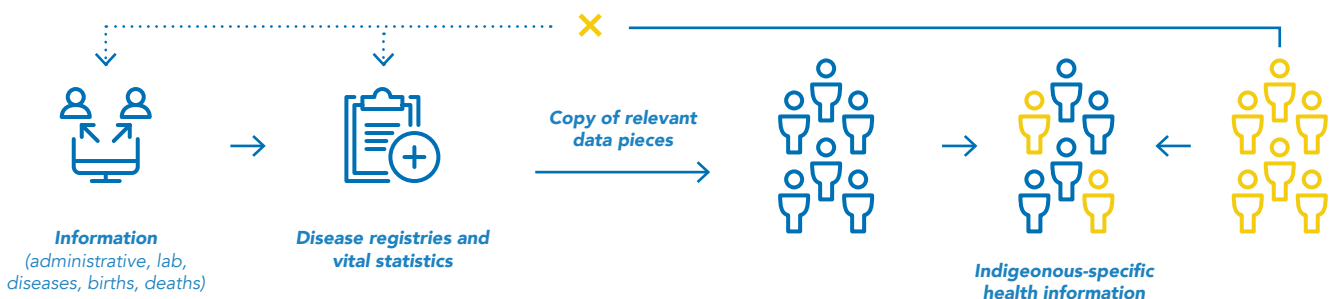 Copy of relevant
data pieces
Information
(administrative, lab,
diseases, births, deaths)
Disease registries and
vital statistics
Indigeonous-specific
health information